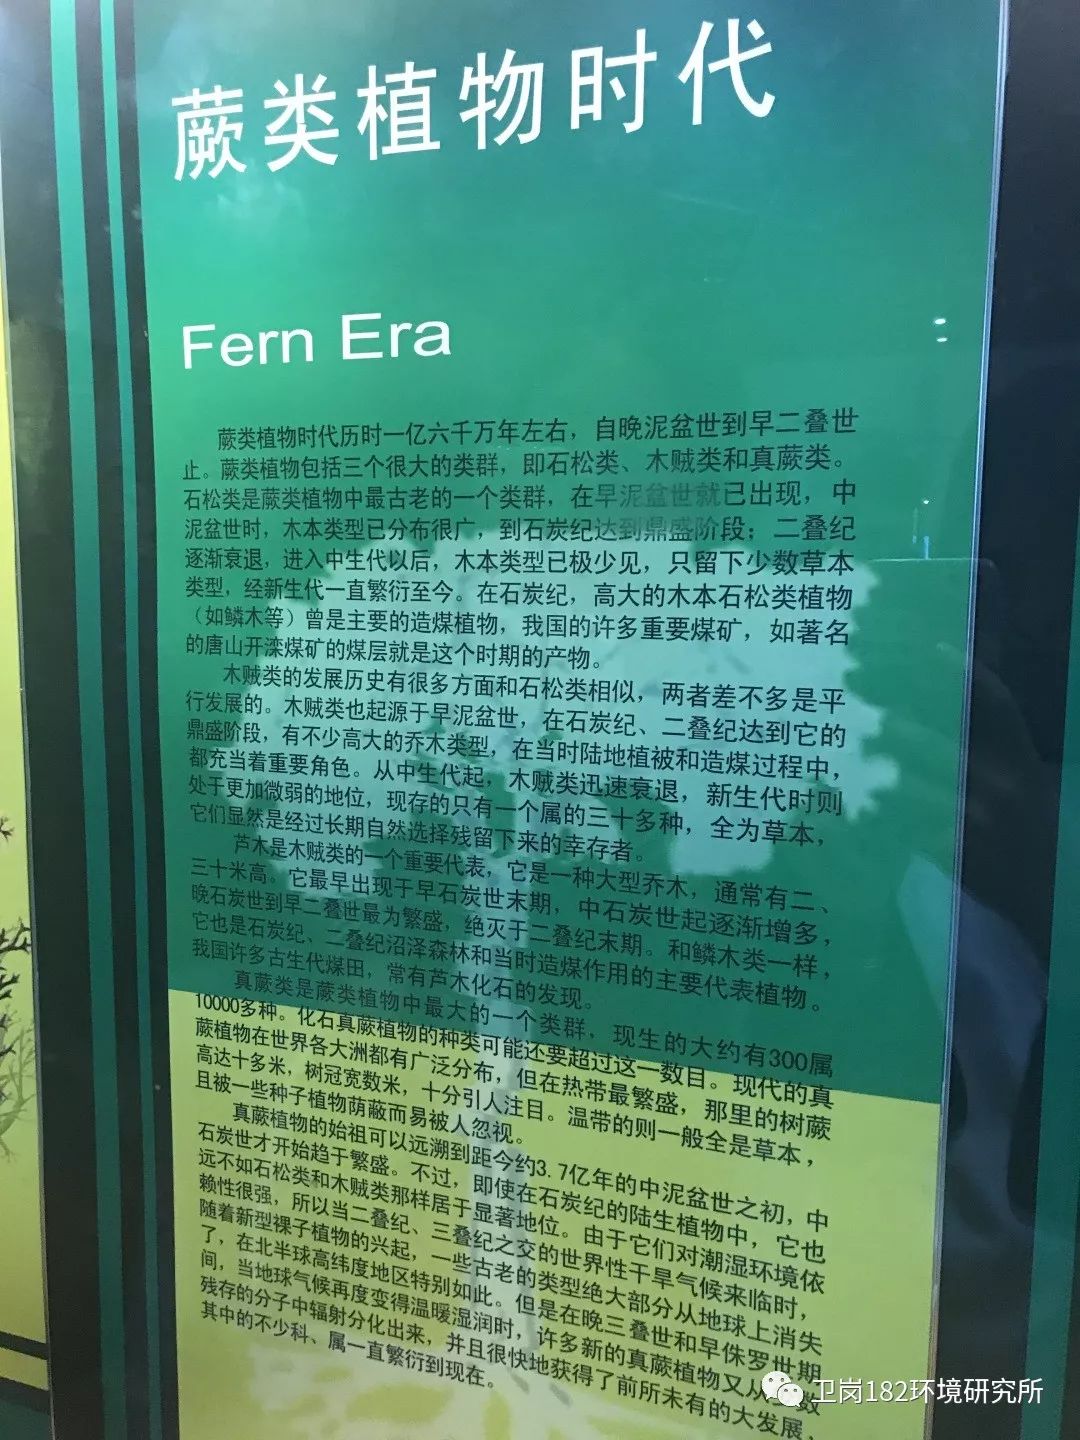 蕨类植物时代
Fern Era
蕨类植物时代历时一亿六千万年左右，自晚泥盆世到早二叠世
止。蕨类植物包括三个很大的类群，即石松类、木贼类和真蕨类。
石松类是蕨类植物中最古老的一个类群，在早泥盆世就已出现，中
泥盆世时，木本类型已分布很广，到石炭纪达到鼎盛阶段；二叠纪
逐渐衰退，进入中生代以后，木本类型已极少见，只留下少数草本
类型，经新生代一直繁衍至今。在石炭纪，高大的木本石松类植物
（如鳞木等）曾是主要的造煤植物，我国的许多重要煤矿，如著名
的唐山开滦煤矿的煤层就是这个时期的产物。
木贼类的发展历史有很多方面和石松类相似，两者差不多是平
行发展的。木贼类也起源于早泥盆世，在石炭纪、二叠纪达到它的
鼎盛阶段，有不少高大的乔木类型，在当时陆地植被和造煤过程中，
都充当着重要角色。从中生代起，木贼类迅速衰退，新生代时则
处于更加微弱的地位，现存的只有一个属的三十多种，全为草本，
它们显然是经过长期自然选择残留下来的幸存者。
芦木是木贼类的一个重要代表，它是一种大型乔木，通常有二、
三十米高。它最早出现于早石炭世末期，中石炭世起逐渐增多，
晚石炭世到早二叠世最为繁盛，绝灭于二叠纪末期。和鳞木类一样，
它也是石炭纪、二叠纪沼泽森林和当时造煤作用的主要代表植物。
我国许多古生代煤田，常有芦木化石的发现。
真蕨类是蕨类植物中最大的一个类群，现生的大约有300属
10000多种。化石真蕨植物的种类可能还要超过这一数目。现代的真
蕨植物在世界各大洲都有广泛分布，但在热带最繁盛，那里的树蕨
高达十多米，树冠宽数米，十分引人注目。温带的则一般全是草本，
且被一些种子植物荫蔽而易被人忽视。
真蕨植物的始祖可以远溯到距今约3.7亿年的中泥盆世之初，中
石炭世才开始趋于繁盛。不过，即使在石炭纪的陆生植物中，它也
远不如石松类和木贼类那样居于显著地位。由于它们对潮湿环境依
赖性很强，所以当二叠纪、三叠纪之交的世界性干旱气候来临时，
随着新型裸子植物的兴起，一些古老的类型绝大部分从地球上消失
了，在北半球高纬度地区特别如此。但是在晚三叠世和早侏罗世期
间，当地球气候再度变得温暖湿润时，许多新的真蕨植物又从少数
残存的分子中辐射分化出来，并且很快地获得了前所未有的大发展，
其中的不少科、属一直繁衍到现在。
卫岗182环境研究所